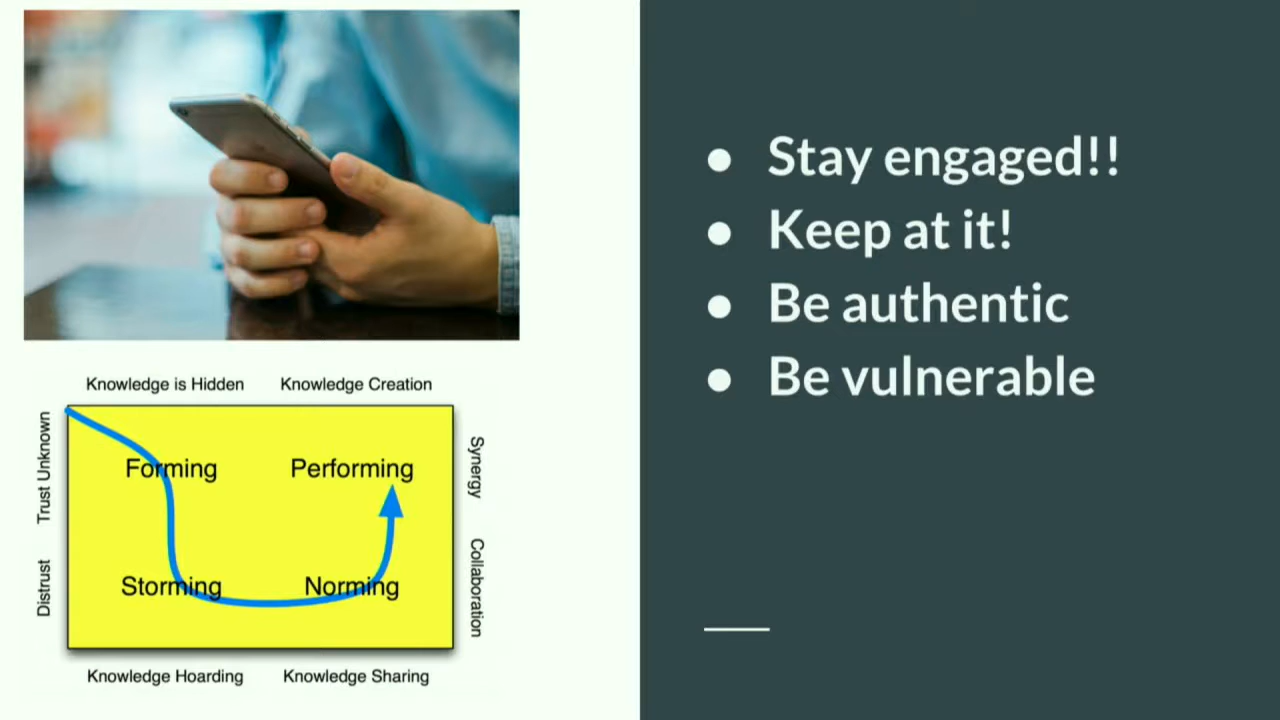 Knowledge is Hidden Knowledge Creation
Trust Unknown
Distrust
Forming Performing
Storming Norming
Synergy
Collaboration
Knowledge Hoarding Knowledge Sharing
● Stay engaged!!
● Keep at it!
● Be authentic
● Be vulnerable